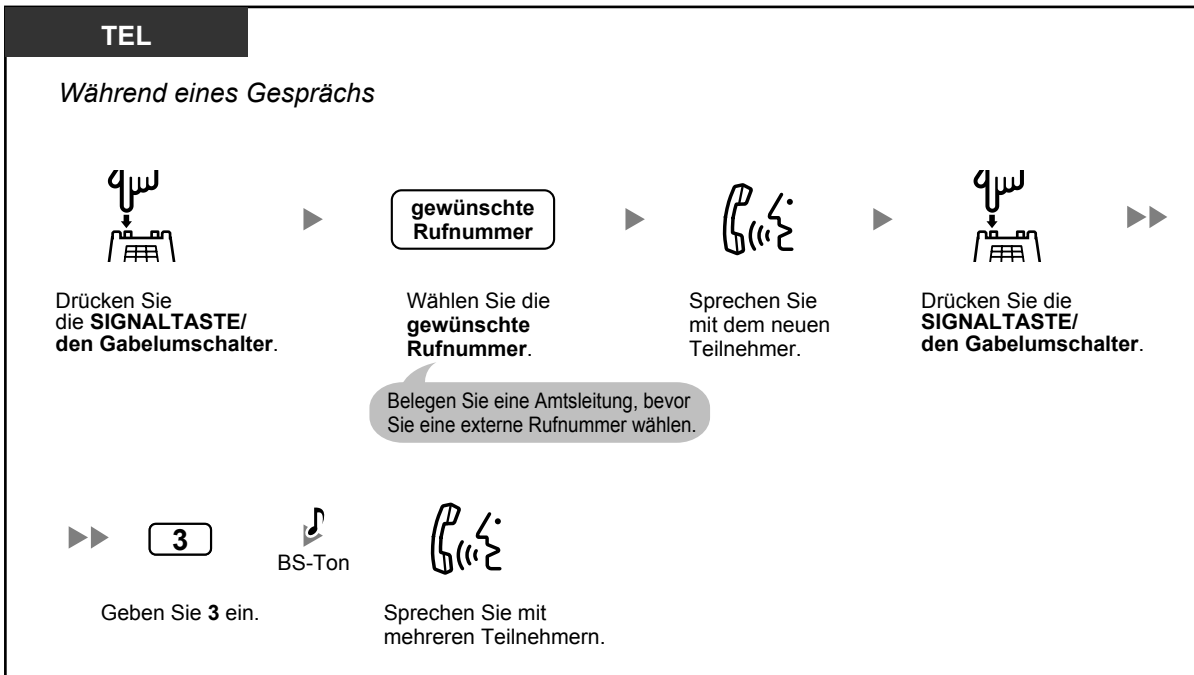 TEL
Während eines Gesprächs
gewünschte
Rufnummer
Drücken Sie
die SIGNALTASTE/
den Gabelumschalter.
Wählen Sie die
gewünschte
Rufnummer.
Sprechen Sie
mit dem neuen
Teilnehmer.
Drücken Sie die
SIGNALTASTE/
den Gabelumschalter.
Belegen Sie eine Amtsleitung, bevor
Sie eine externe Rufnummer wählen.
3
BS-Ton
Geben Sie 3 ein.
Sprechen Sie mit
mehreren Teilnehmern.